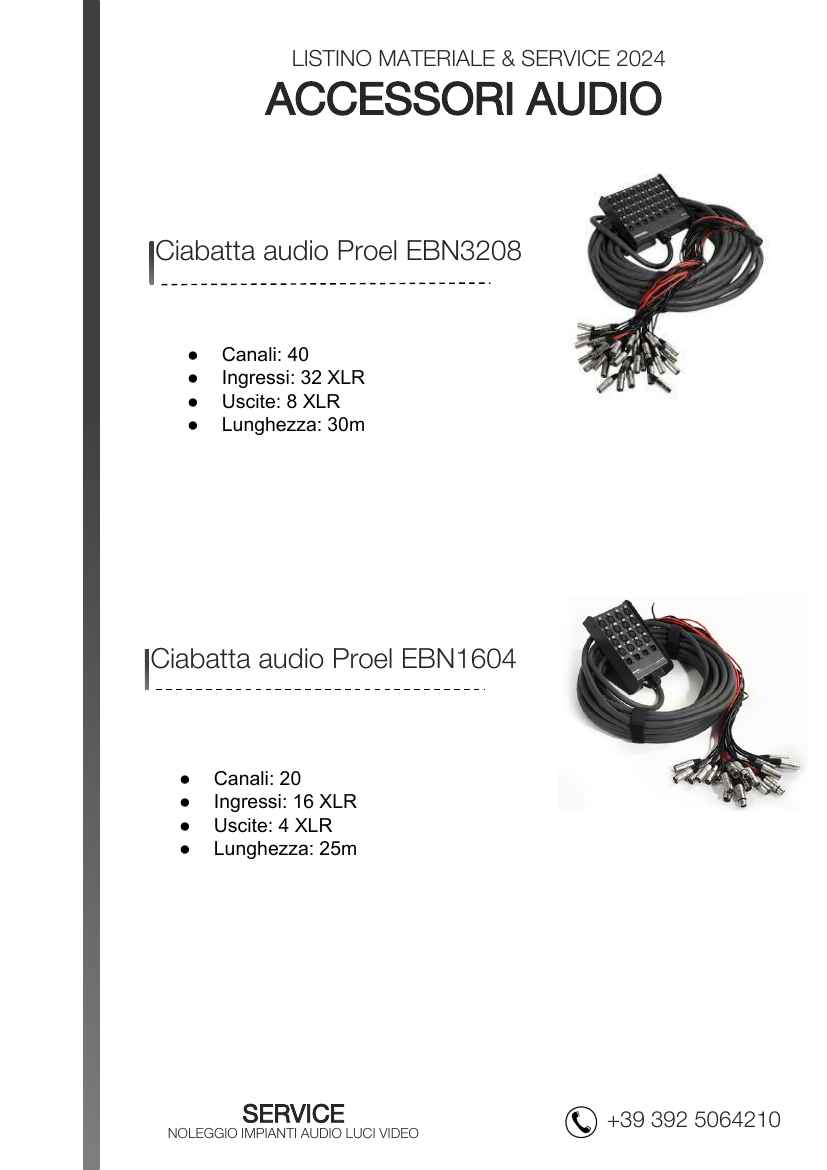 LISTINO MATERIALE & SERVICE 2024
ACCESSORI AUDIO
Ciabatta audio Proel EBN3208
● Canali: 40
● Ingressi: 32 XLR
● Uscite: 8 XLR
● Lunghezza: 30m
Ciabatta audio Proel EBN1604
● Canali: 20
● Ingressi: 16 XLR
● Uscite: 4 XLR
● Lunghezza: 25m
SERVICE
NOLEGGIO IMPIANTI AUDIO LUCI VIDEO
+39 392 5064210